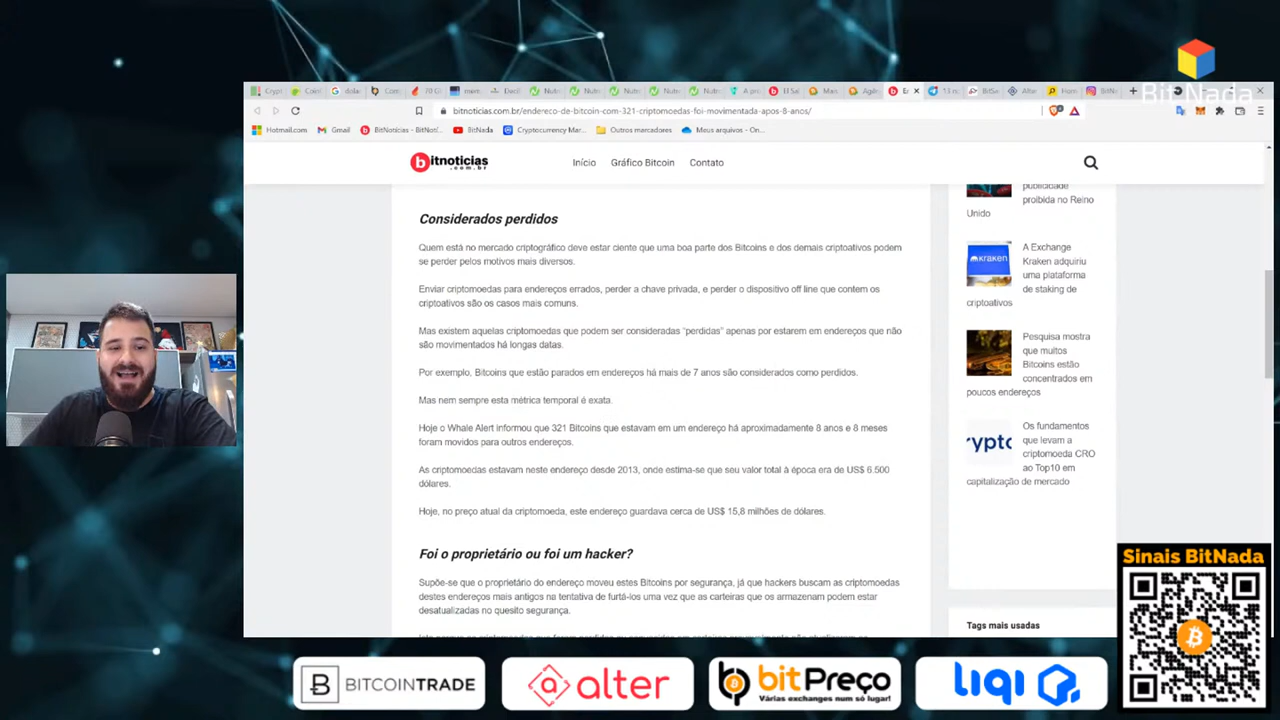 Bit Nada
bitnoticias.com.br/endereco-de-bitcoin-com-321-criptomoedas-foi-movimentada-apos-8-anos/
Hotmail.com
Gmail
BitNotícias - BitNotí...
BitNada
Cryptocurrency Mar...
Outros marcadores
Meus arquivos - On...
bitnoticias
.com.br
Início
Gráfico Bitcoin
Contato
Considerados perdidos
Quem está no mercado criptográfico deve estar ciente que uma boa parte dos Bitcoins e dos demais criptoativos podem
se perder pelos motivos mais diversos.
Enviar criptomoedas para endereços errados, perder a chave privada, e perder o dispositivo off line que contem os
criptoativos são os casos mais comuns.
Mas existem aquelas criptomoedas que podem ser consideradas "perdidas" apenas por estarem em endereços que não
são movimentados há longas datas.
Por exemplo, Bitcoins que estão parados em endereços há mais de 7 anos são considerados como perdidos.
Mas nem sempre esta métrica temporal é exata.
Hoje o Whale Alert informou que 321 Bitcoins que estavam em um endereço há aproximadamente 8 anos e 8 meses
foram movidos para outros endereços.
As criptomoedas estavam neste endereço desde 2013, onde estima-se que seu valor total à época era de US$ 6.500
dólares.
Hoje, no preço atual da criptomoeda, este endereço guardava cerca de US$ 15,8 milhões de dólares.
Foi o proprietário ou foi um hacker?
Supõe-se que o proprietário do endereço moveu estes Bitcoins por segurança, já que hackers buscam as criptomoedas
destes endereços mais antigos na tentativa de furtá-los uma vez que as carteiras que os armazenam podem estar
desatualizadas no quesito segurança.
publicidade
proibida no Reino
Unido
kraken
A Exchange
Kraken adquiriu
uma plataforma
de staking de
criptoativos
Pesquisa mostra
que muitos
Bitcoins estão
concentrados em
poucos endereços
rypto
Os fundamentos
que levam a
criptomoeda CRO
ao Top10 em
capitalização de mercado
Tags mais usadas
Sinais BitNada
BITCOINTRADE
alter
bitPreço
Várias exchanges num só lugar!
liqi